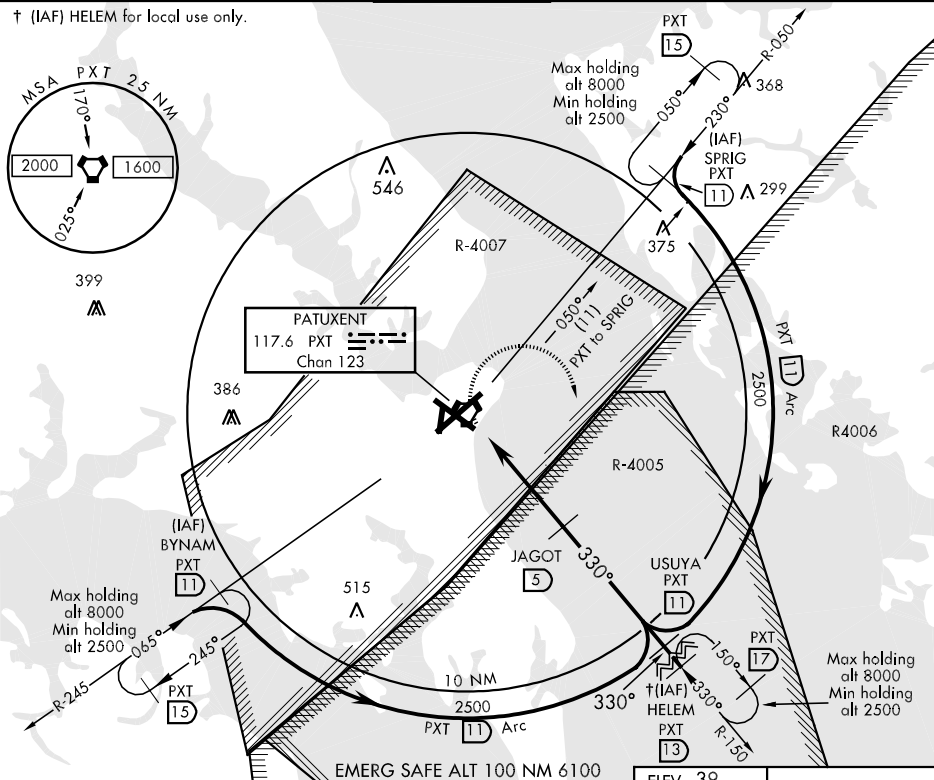 † (IAF) HELEM for local use only.
MSA PXT 25 NM
170°
2000
1600
025°
399
546
386
515
PATUXENT
117.6 PXT
Chan 123
R-4007
PXT
15
R-050
Max holding
alt 8000
Min holding
alt 2500
050°
230°
368
(IAF)
SPRIG
PXT
11
299
375
050°
(11)
PXT to SPRIG
PXT 11 Arc
2500
R4006
R-4005
JAGOT
5
330°
USUYA
PXT
11
(IAF)
BYNAM
PXT
11
Max holding
alt 8000
Min holding
alt 2500
065°
245°
R-245
PXT
15
10 NM
2500
PXT 11 Arc
330°
†(IAF)
HELEM
PXT
13
150°
330°
R-150
PXT
17
Max holding
alt 8000
Min holding
alt 2500
EMERG SAFE ALT 100 NM 6100
ELEV 39